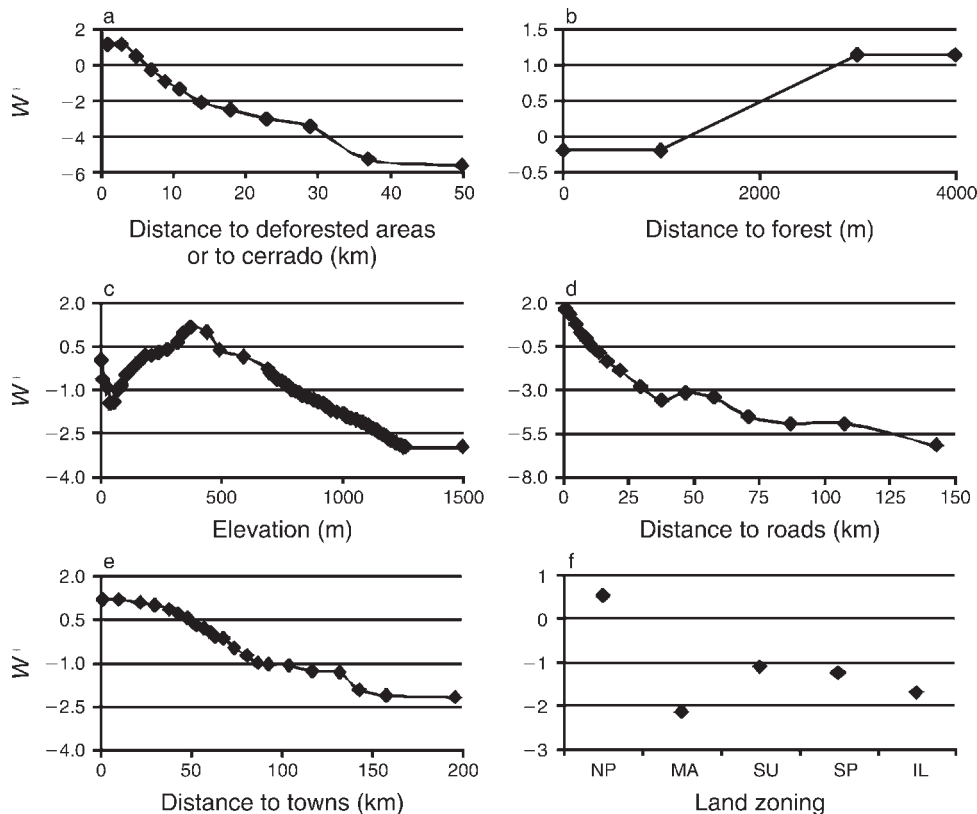 a
2
0
−2
−4
−6
W+
0 10 20 30 40 50
Distance to deforested areas
or to cerrado (km)
b
1.5
1.0
0.5
0
−0.5
0 2000 4000
Distance to forest (m)
c
2.0
0.5
−1.0
−2.5
−4.0
W+
0 500 1000 1500
Elevation (m)
d
2.0
−0.5
−3.0
−5.5
−8.0
0 25 50 75 100 125 150
Distance to roads (km)
e
2.0
0.5
−1.0
−2.5
−4.0
W+
0 50 100 150 200
Distance to towns (km)
f
1
0
−1
−2
−3
NP MA SU SP IL
Land zoning